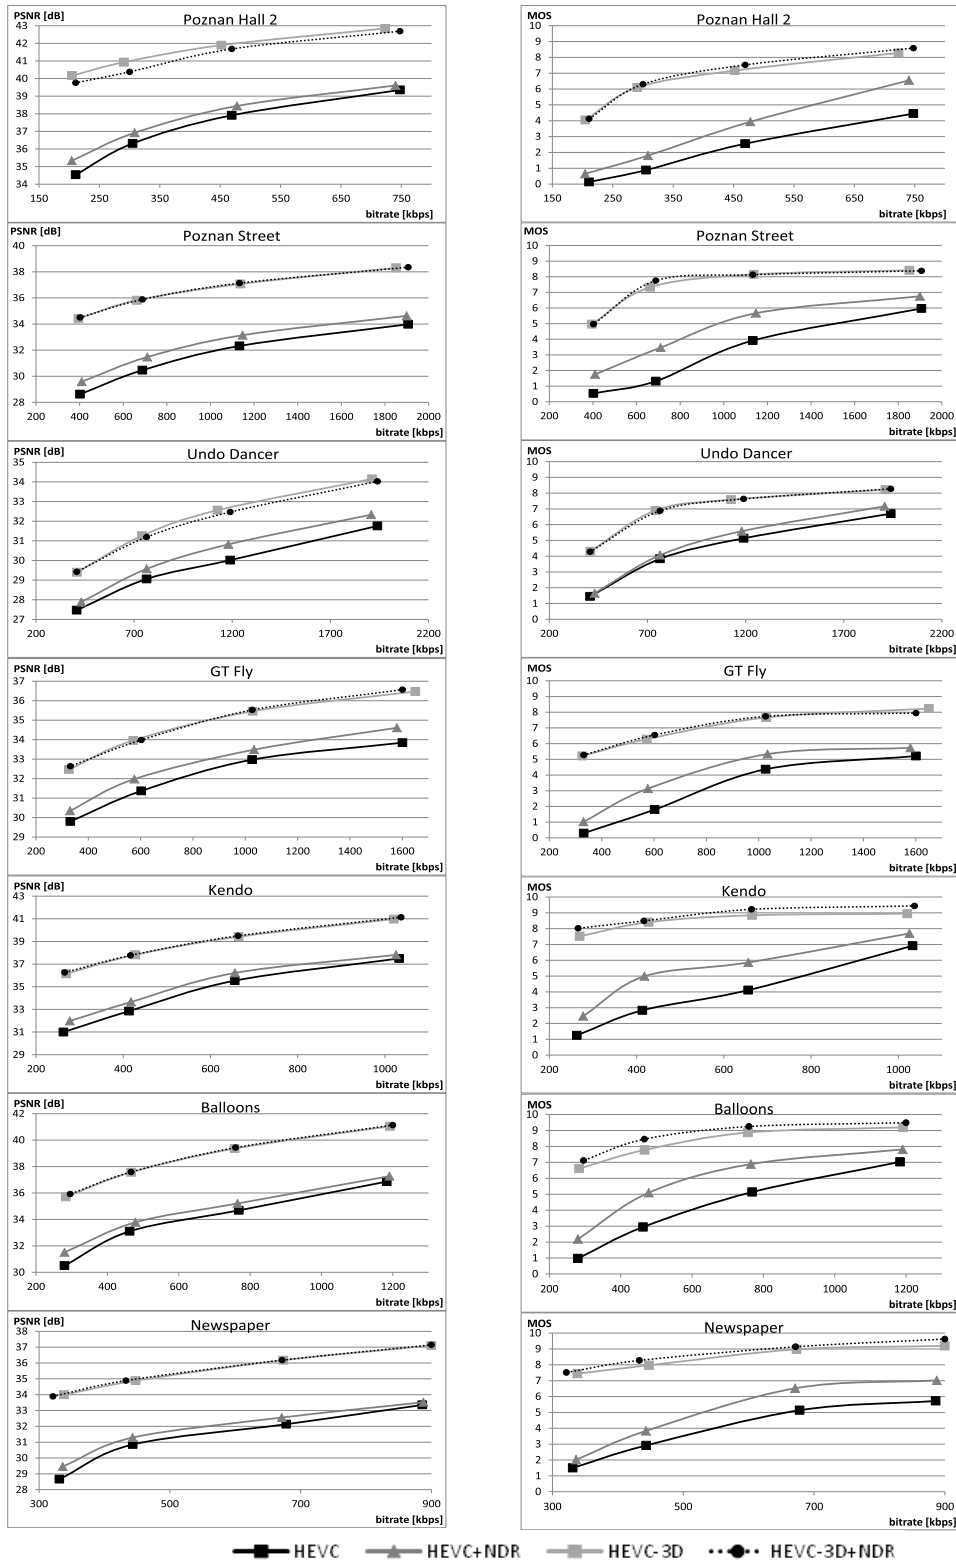 PSNR [dB]
Poznan Hall 2
43
42
41
40
39
38
37
36
35
34
150 250 350 450 550 650 750
bitrate [kbps]
MOS
Poznan Hall 2
10
9
8
7
6
5
4
3
2
1
0
150 250 350 450 550 650 750
bitrate [kbps]
PSNR [dB]
Poznan Street
40
38
36
34
32
30
28
200 400 600 800 1000 1200 1400 1600 1800 2000
bitrate [kbps]
MOS
Poznan Street
10
9
8
7
6
5
4
3
2
1
0
200 400 600 800 1000 1200 1400 1600 1800 2000
bitrate [kbps]
PSNR [dB]
Undo Dancer
35
34
33
32
31
30
29
28
27
200 700 1200 1700 2200
bitrate [kbps]
MOS
Undo Dancer
10
9
8
7
6
5
4
3
2
1
0
200 700 1200 1700 2200
bitrate [kbps]
PSNR [dB]
GT Fly
37
36
35
34
33
32
31
30
29
200 400 600 800 1000 1200 1400 1600
bitrate [kbps]
MOS
GT Fly
10
9
8
7
6
5
4
3
2
1
0
200 400 600 800 1000 1200 1400 1600
bitrate [kbps]
PSNR [dB]
Kendo
43
41
39
37
35
33
31
29
200 400 600 800 1000
bitrate [kbps]
MOS
Kendo
10
9
8
7
6
5
4
3
2
1
0
200 400 600 800 1000
bitrate [kbps]
PSNR [dB]
Balloons
42
40
38
36
34
32
30
200 400 600 800 1000 1200
bitrate [kbps]
MOS
Balloons
10
9
8
7
6
5
4
3
2
1
0
200 400 600 800 1000 1200
bitrate [kbps]
PSNR [dB]
Newspaper
38
37
36
35
34
33
32
31
30
29
28
300 500 700 900
bitrate [kbps]
MOS
Newspaper
10
9
8
7
6
5
4
3
2
1
0
300 500 700 900
bitrate [kbps]
HEVC HEVC+NDR HEVC-3D HEVC-3D+NDR